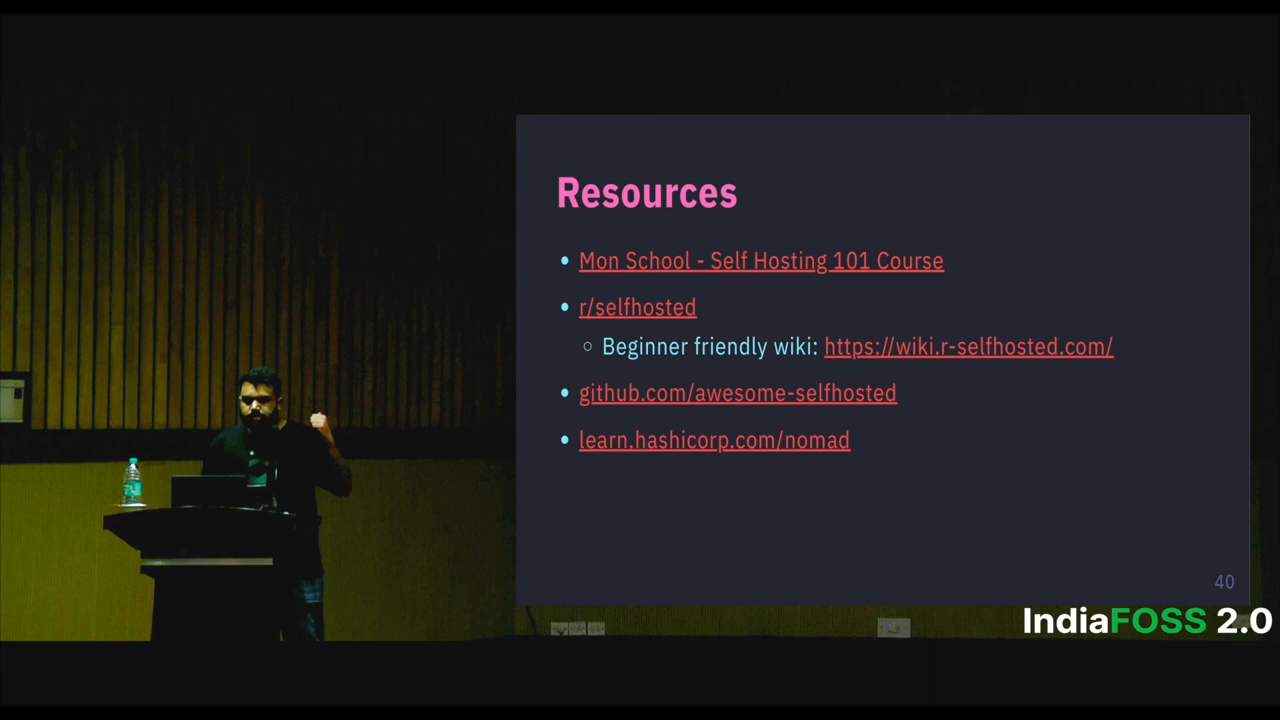 Resources
• Mon School - Self Hosting 101 Course
• r/selfhosted
○ Beginner friendly wiki: https://wiki.r-selfhosted.com/
• github.com/awesome-selfhosted
• learn.hashicorp.com/nomad
40
IndiaFOSS 2.0